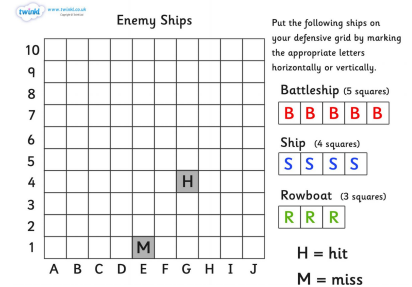 twinkl www.twinkl.co.uk
Enemy Ships
Put the following ships on
your defensive grid by marking
the appropriate letters
horizontally or vertically.
10
9
8
7
6
5
4 H
3
2
1 M
A B C D E F G H I J
Battleship (5 squares)
B B B B B
Ship (4 squares)
S S S S
Rowboat (3 squares)
R R R
H = hit
M = miss